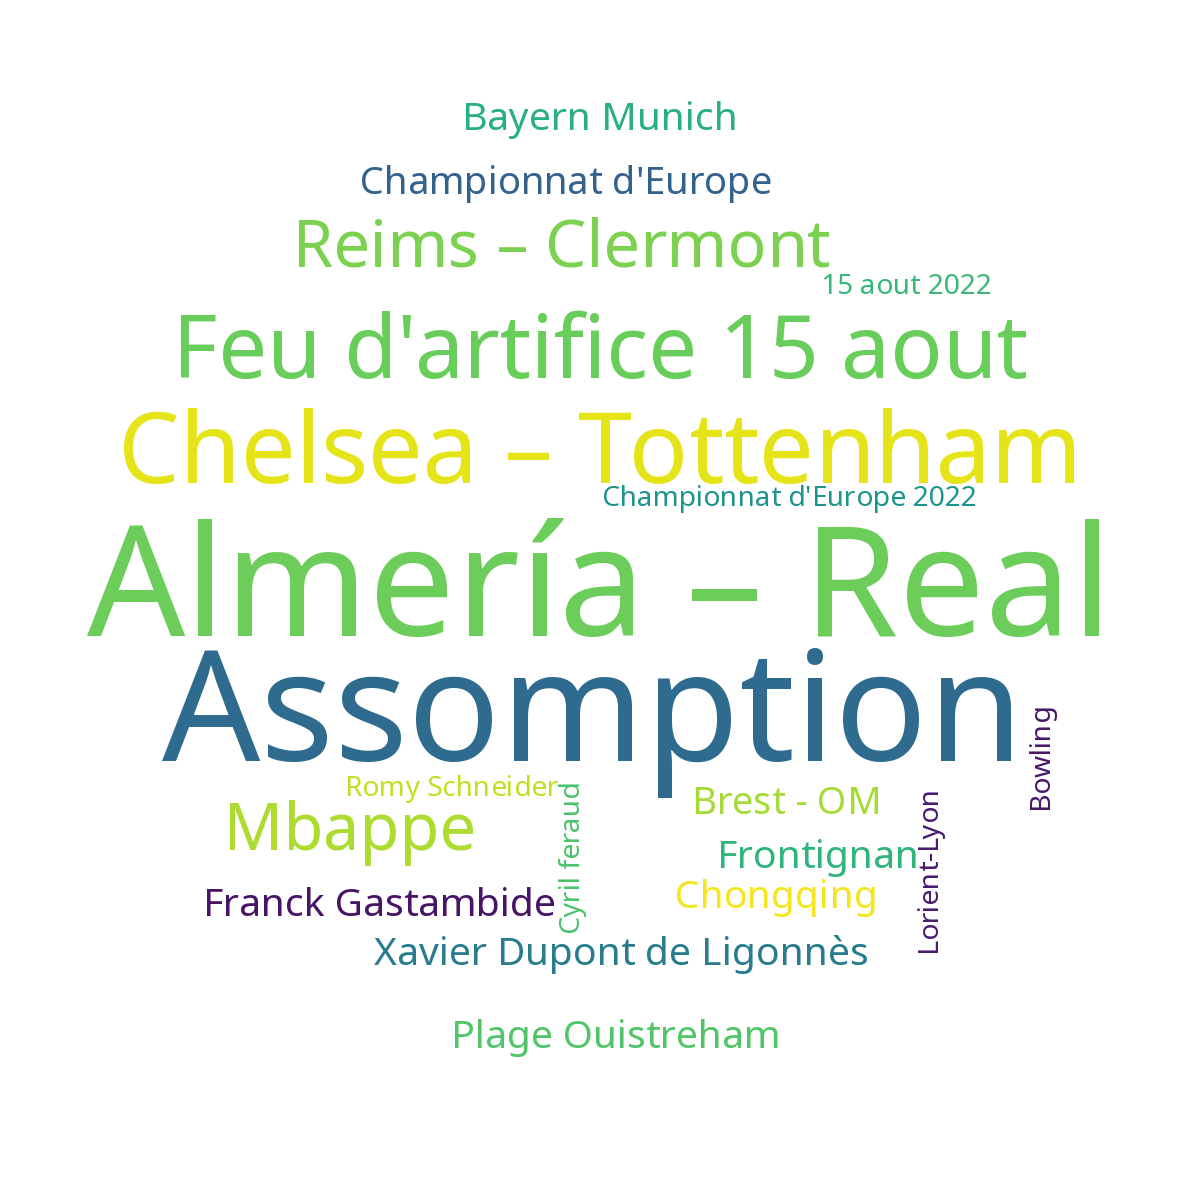 Bayern Munich
Championnat d'Europe
Reims – Clermont
15 aout 2022
Feu d'artifice 15 aout
Chelsea – Tottenham
Championnat d'Europe 2022
Almería – Real
Assomption
Bowling
Romy Schneider
Cyril feraud
Brest - OM
Lorient-Lyon
Mbappe
Frontignan
Chongqing
Franck Gastambide
Xavier Dupont de Ligonnès
Plage Ouistreham